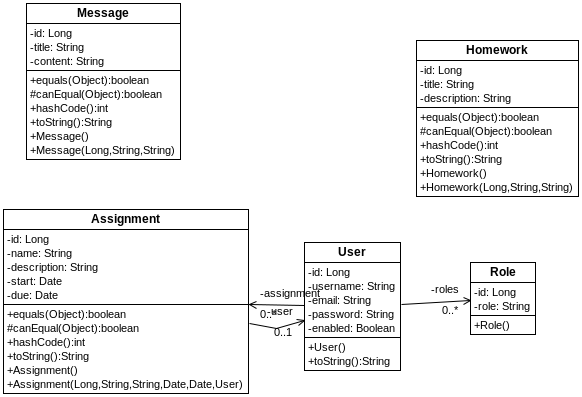 Message
-id: Long
-title: String
-content: String
+equals(Object):boolean
#canEqual(Object):boolean
+hashCode():int
+toString():String
+Message()
+Message(Long,String,String)
Homework
-id: Long
-title: String
-description: String
+equals(Object):boolean
#canEqual(Object):boolean
+hashCode():int
+toString():String
+Homework()
+Homework(Long,String,String)
Assignment
-id: Long
-name: String
-description: String
-start: Date
-due: Date
+equals(Object):boolean
#canEqual(Object):boolean
+hashCode():int
+toString():String
+Assignment()
+Assignment(Long,String,String,Date,Date,User)
-assignment
0..*
-user
0..1
User
-id: Long
-username: String
-email: String
-password: String
-enabled: Boolean
+User()
+toString():String
-roles
0..*
Role
-id: Long
-role: String
+Role()